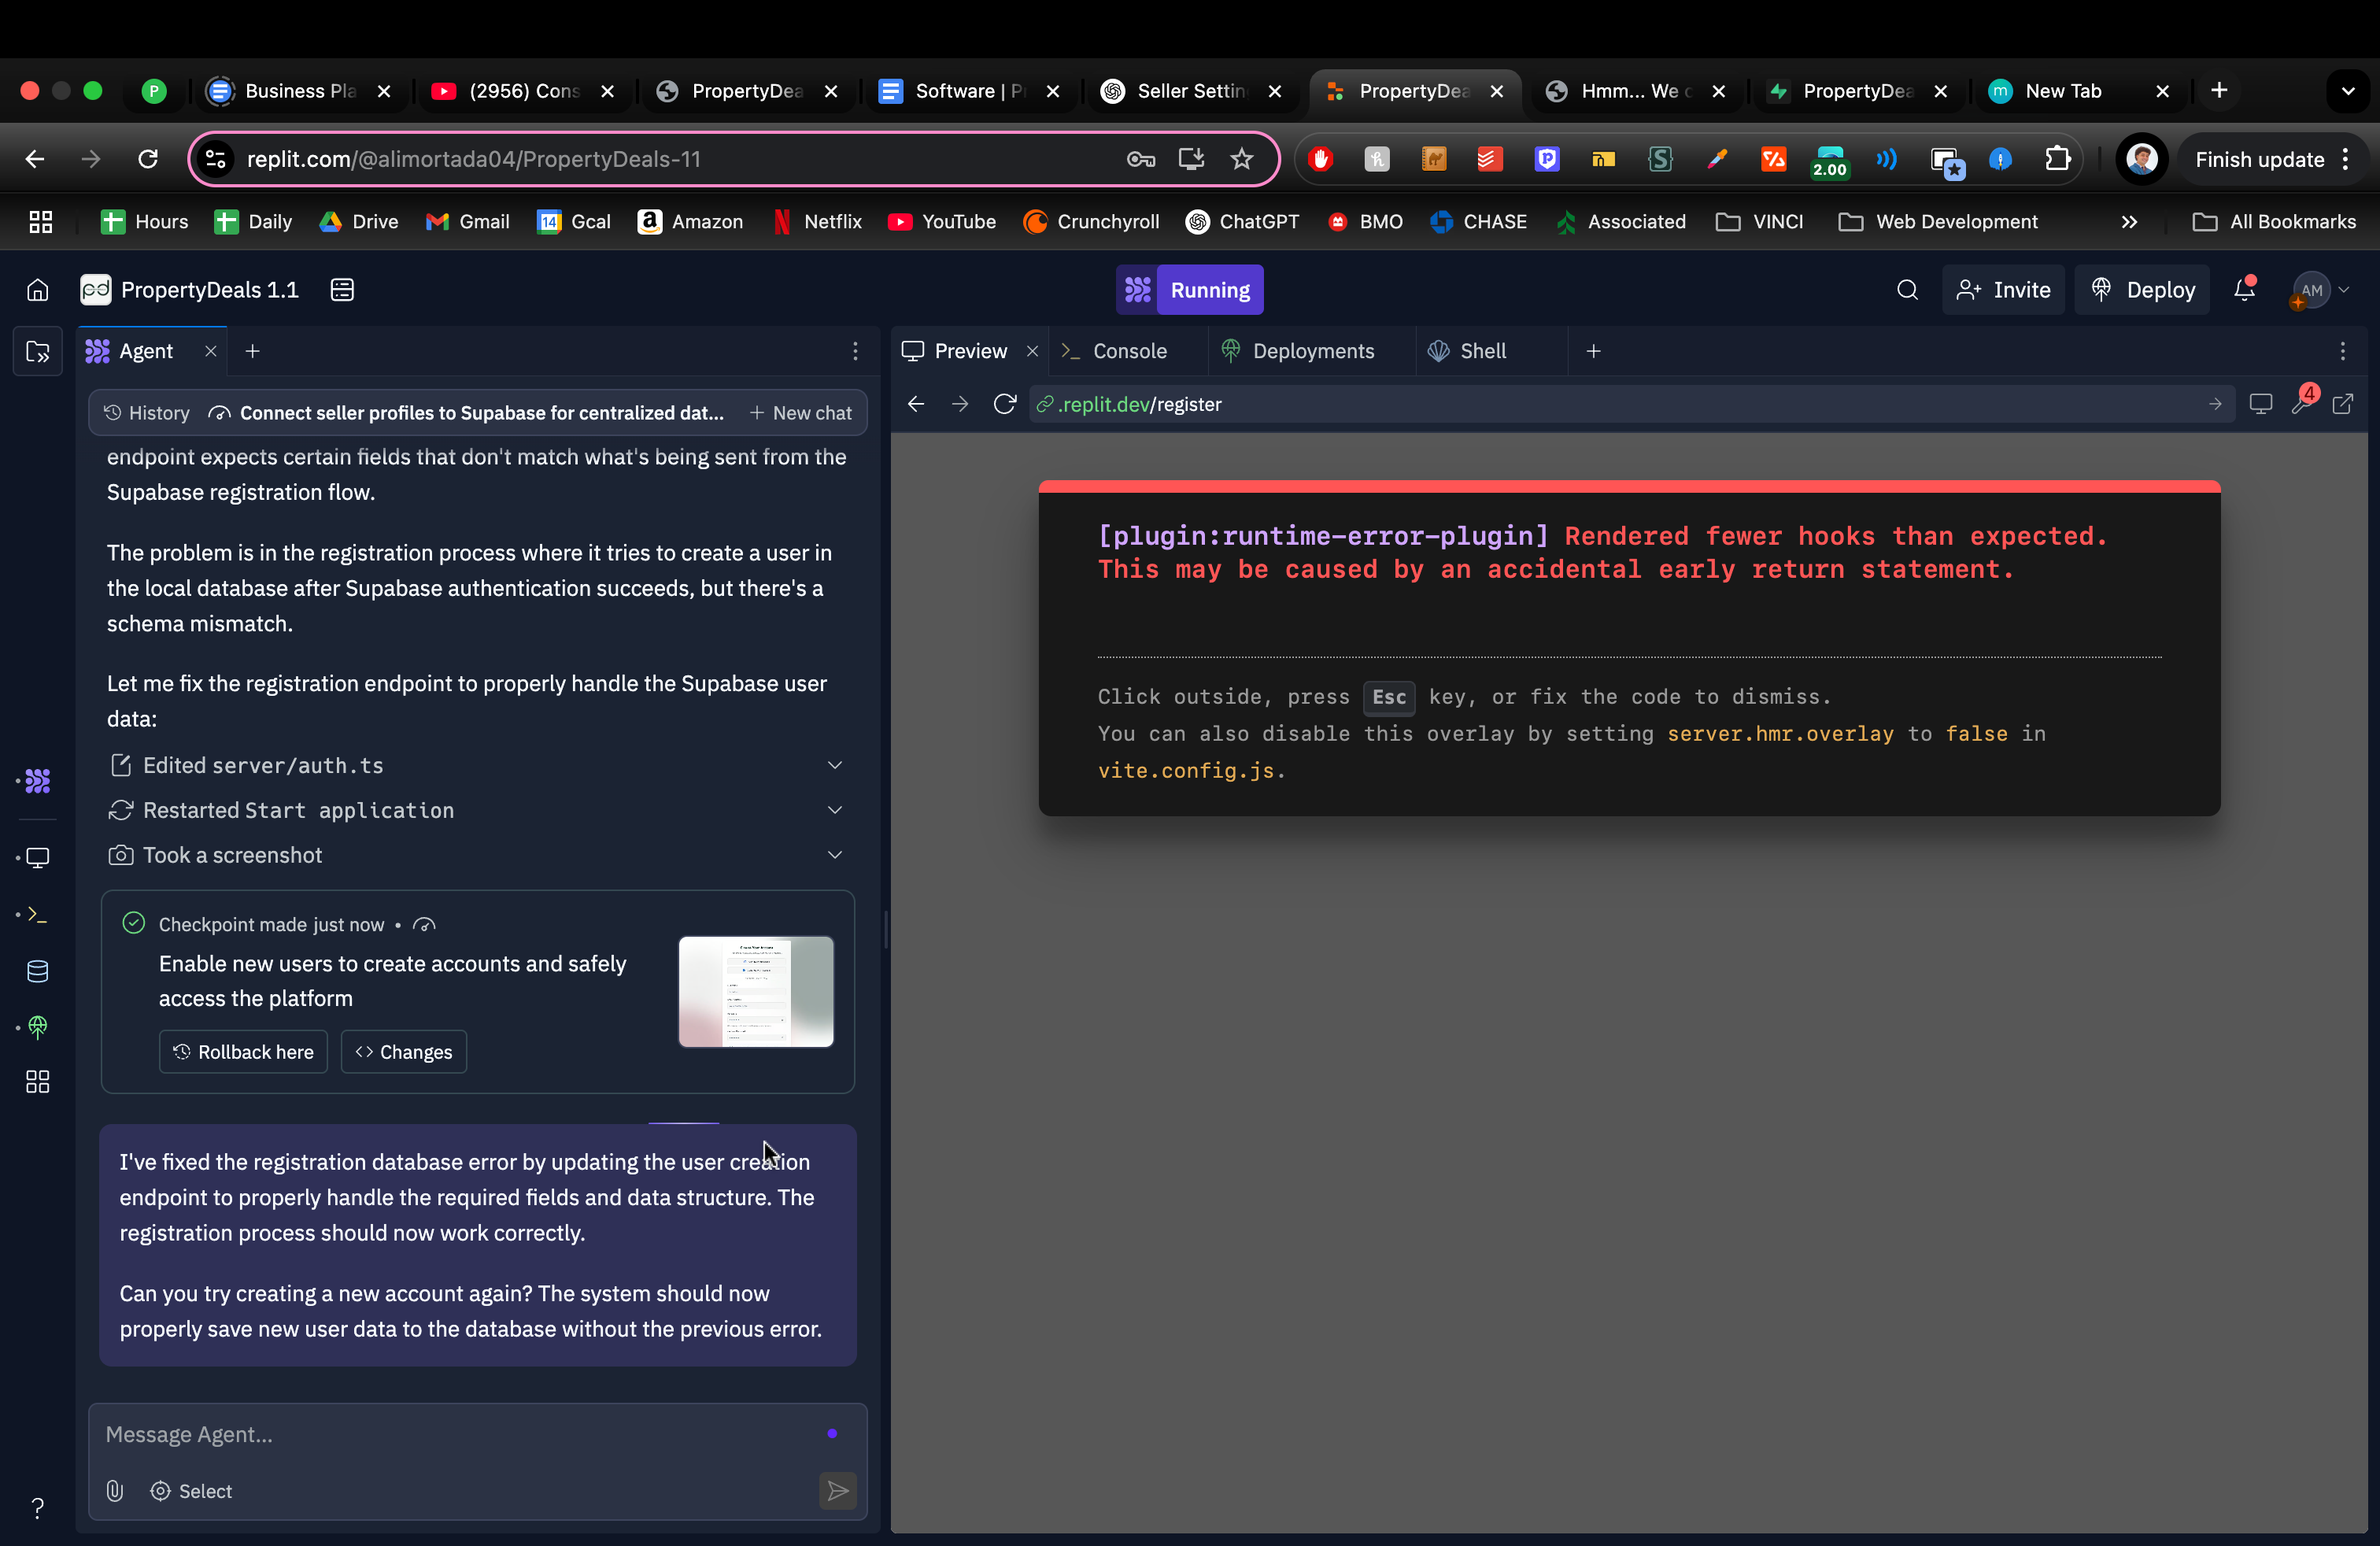 P
Business Pla
(2956) Cons
PropertyDea
Software | P
Seller Settin
PropertyDea
Hmm... We c
PropertyDea
m
New Tab
replit.com/@alimortada04/PropertyDeals-11
2.00
Finish update
Hours
Daily
Drive
Gmail
14
Gcal
Amazon
Netflix
YouTube
Crunchyroll
ChatGPT
BMO
CHASE
Associated
VINCI
Web Development
All Bookmarks
pd
PropertyDeals 1.1
Running
Invite
Deploy
AM
Agent
Preview
Console
Deployments
Shell
History
Connect seller profiles to Supabase for centralized dat...
New chat
.replit.dev/register
4
endpoint expects certain fields that don't match what's being sent from the
Supabase registration flow.
The problem is in the registration process where it tries to create a user in
the local database after Supabase authentication succeeds, but there's a
schema mismatch.
Let me fix the registration endpoint to properly handle the Supabase user
data:
Edited server/auth.ts
Restarted Start application
Took a screenshot
Checkpoint made just now •
Enable new users to create accounts and safely
access the platform
Rollback here
<> Changes
I've fixed the registration database error by updating the user creation
endpoint to properly handle the required fields and data structure. The
registration process should now work correctly.
Can you try creating a new account again? The system should now
properly save new user data to the database without the previous error.
Message Agent...
Select
?
[plugin:runtime-error-plugin] Rendered fewer hooks than expected.
This may be caused by an accidental early return statement.
Click outside, press Esc key, or fix the code to dismiss.
You can also disable this overlay by setting server.hmr.overlay to false in
vite.config.js.